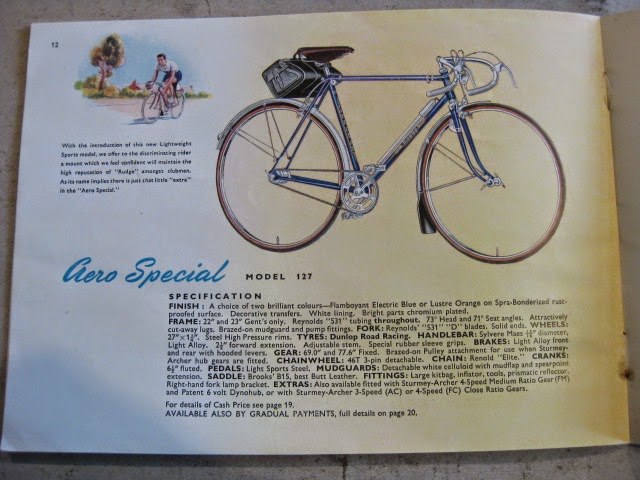 12
With the introduction of this new Lightweight
Sports model, we offer to the discriminating rider
a mount which we feel confident will maintain the
high reputation of "Rudge" amongst clubmen.
As its name implies there is just that little "extra"
in the "Aero Special."
Aero Special MODEL 127
SPECIFICATION
FINISH : A choice of two brilliant colours—Flamboyant Electric Blue or Lustre Orange on Spra-Bonderized rust-
proofed surface. Decorative transfers. White lining. Bright parts chromium plated.
FRAME: 22" and 23" Gent's only. Reynolds "531" tubing throughout. 73° Head and 71° Seat angles. Attractively
cut-away lugs. Brazed-on mudguard and pump fittings. FORK: Reynolds' "531" "D" blades. Solid ends. WHEELS:
27"×1¼". Steel High Pressure rims. TYRES: Dunlop Road Racing. HANDLEBAR: Sylvere Maes diameter,
Light Alloy, forward extension. Adjustable stem. Special rubber sleeve grips. BRAKES: Light Alloy front
and rear with hooded levers. GEAR: 69.0" and 77.6" Fixed. Brazed-on Pulley attachment for use when Sturmey-
Archer hub gears are fitted. CHAINWHEEL: 46T 3-pin detachable. CHAIN: Renold "Elite." CRANKS:
6⅝" fluted. PEDALS: Light Sports Steel. MUDGUARDS: Detachable white celluloid with mudflap and spearpoint
extension. SADDLE: Brooks' B15, best Butt Leather. FITTINGS: Large kitbag, inflator, tools, prismatic reflector,
Right-hand fork lamp bracket. EXTRAS: Also available fitted with Sturmey-Archer 4-Speed Medium Ratio Gear (FM)
and Patent 6 volt Dynohub, or with Sturmey-Archer 3-Speed (AC) or 4-Speed (FC) Close Ratio Gears.
For details of Cash Price see page 19.
AVAILABLE ALSO BY GRADUAL PAYMENTS, full details on page 20.